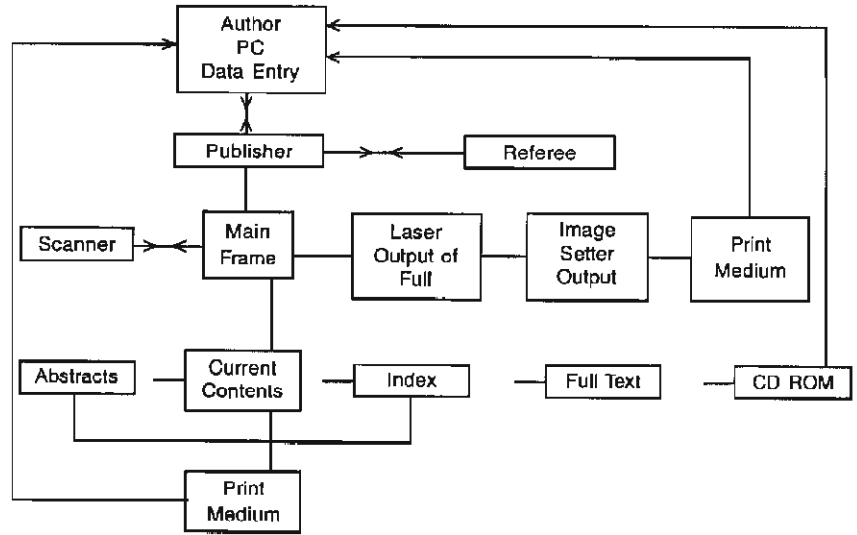 Author
PC
Data Entry
Publisher
Referee
Scanner
Main
Frame
Laser
Output of
Full
Image
Setter
Output
Print
Medium
Abstracts
Current
Contents
Index
Full Text
CD ROM
Print
Medium